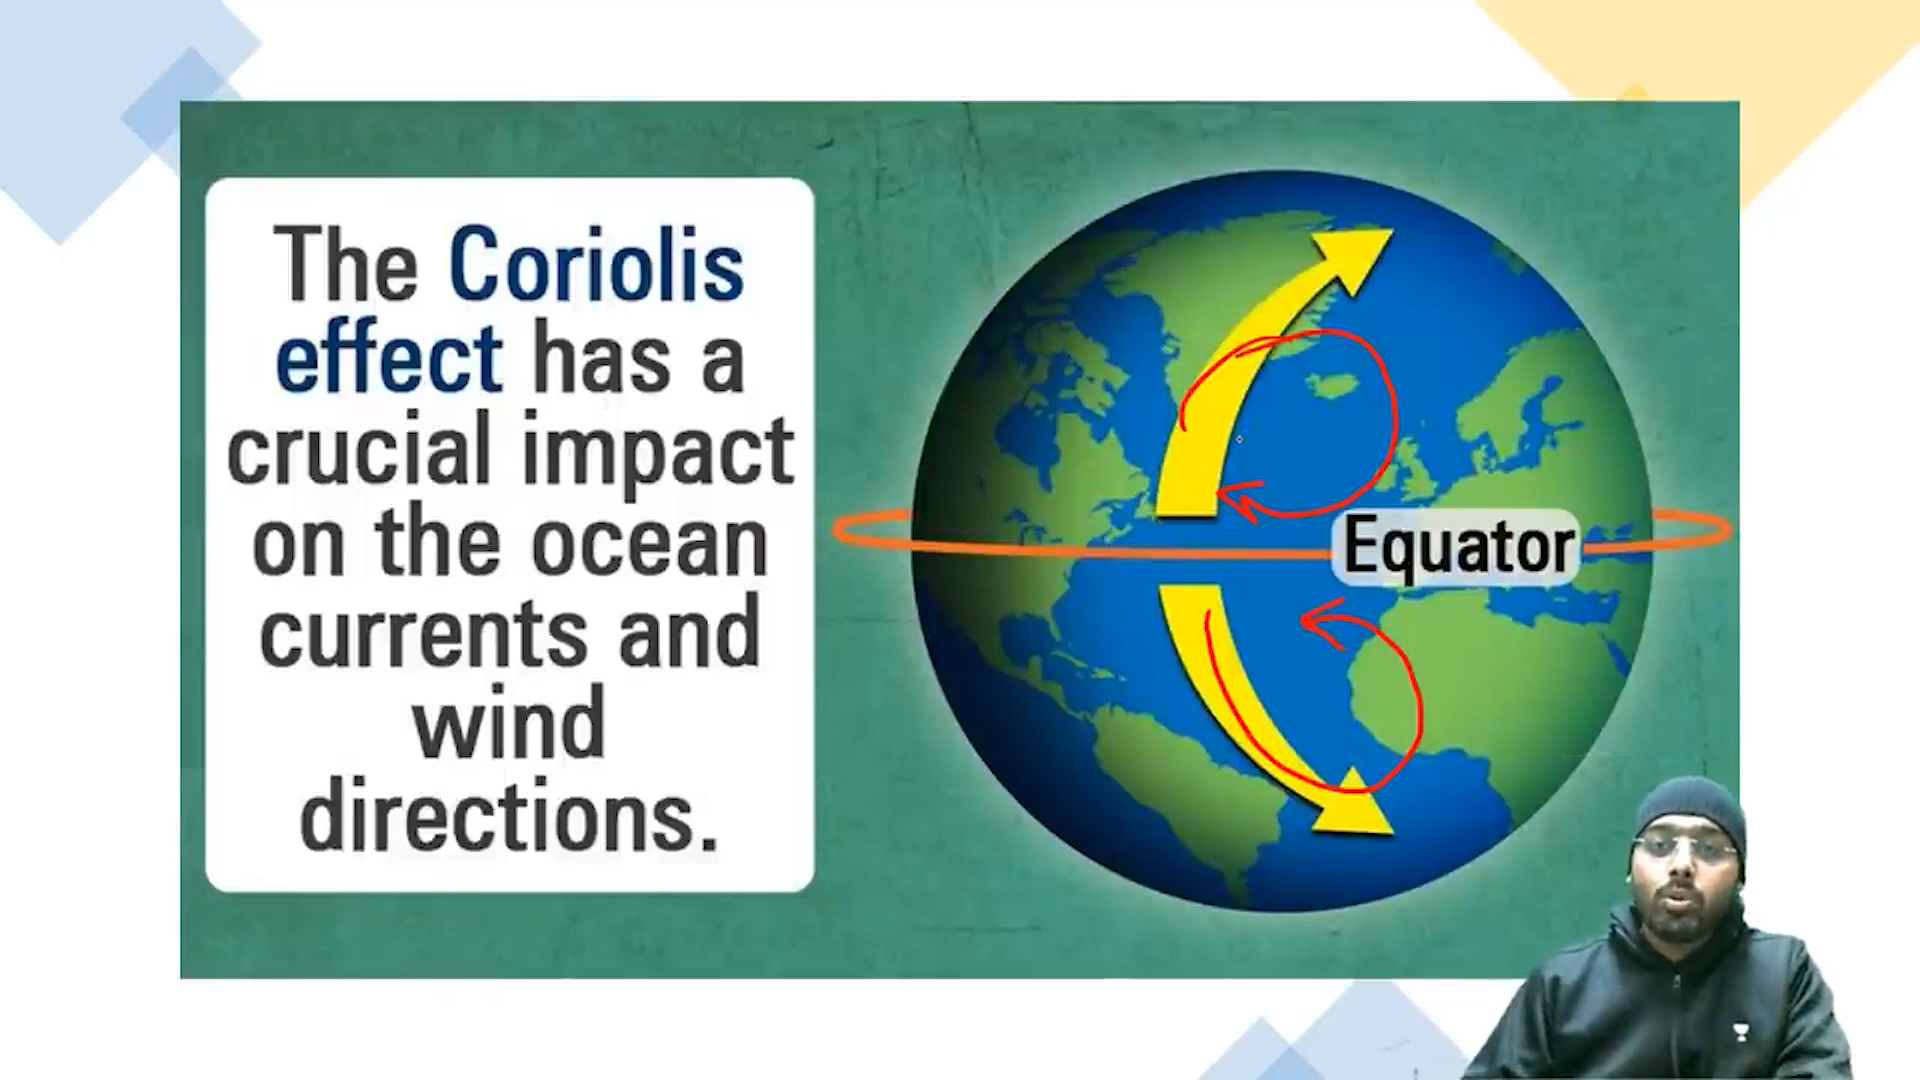 The Coriolis
effect has a
crucial impact
on the ocean
currents and
wind
directions.
Equator